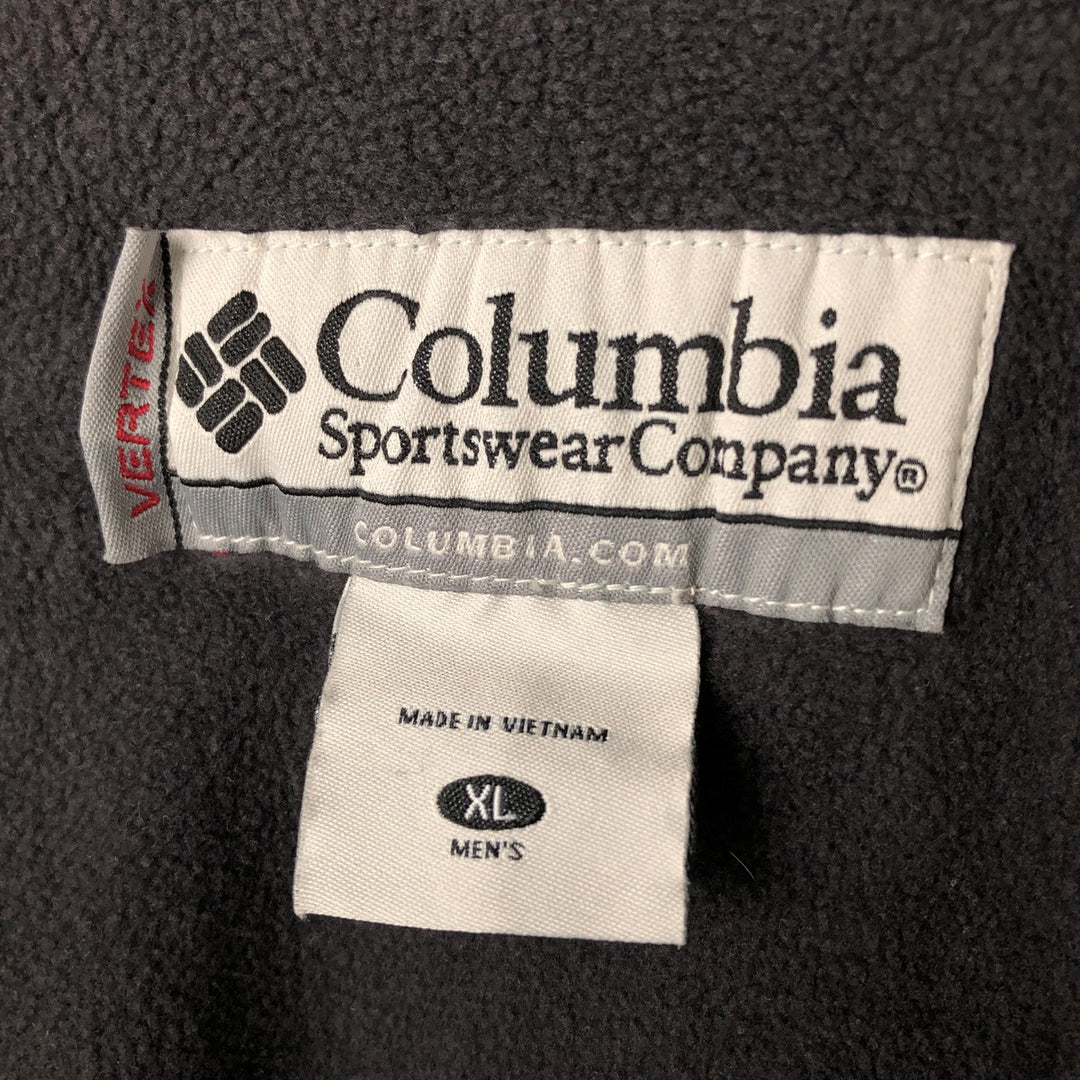 VERTEX
Columbia
Sportswear Company®
COLUMBIA.COM
MADE IN VIETNAM
XL
MEN'S